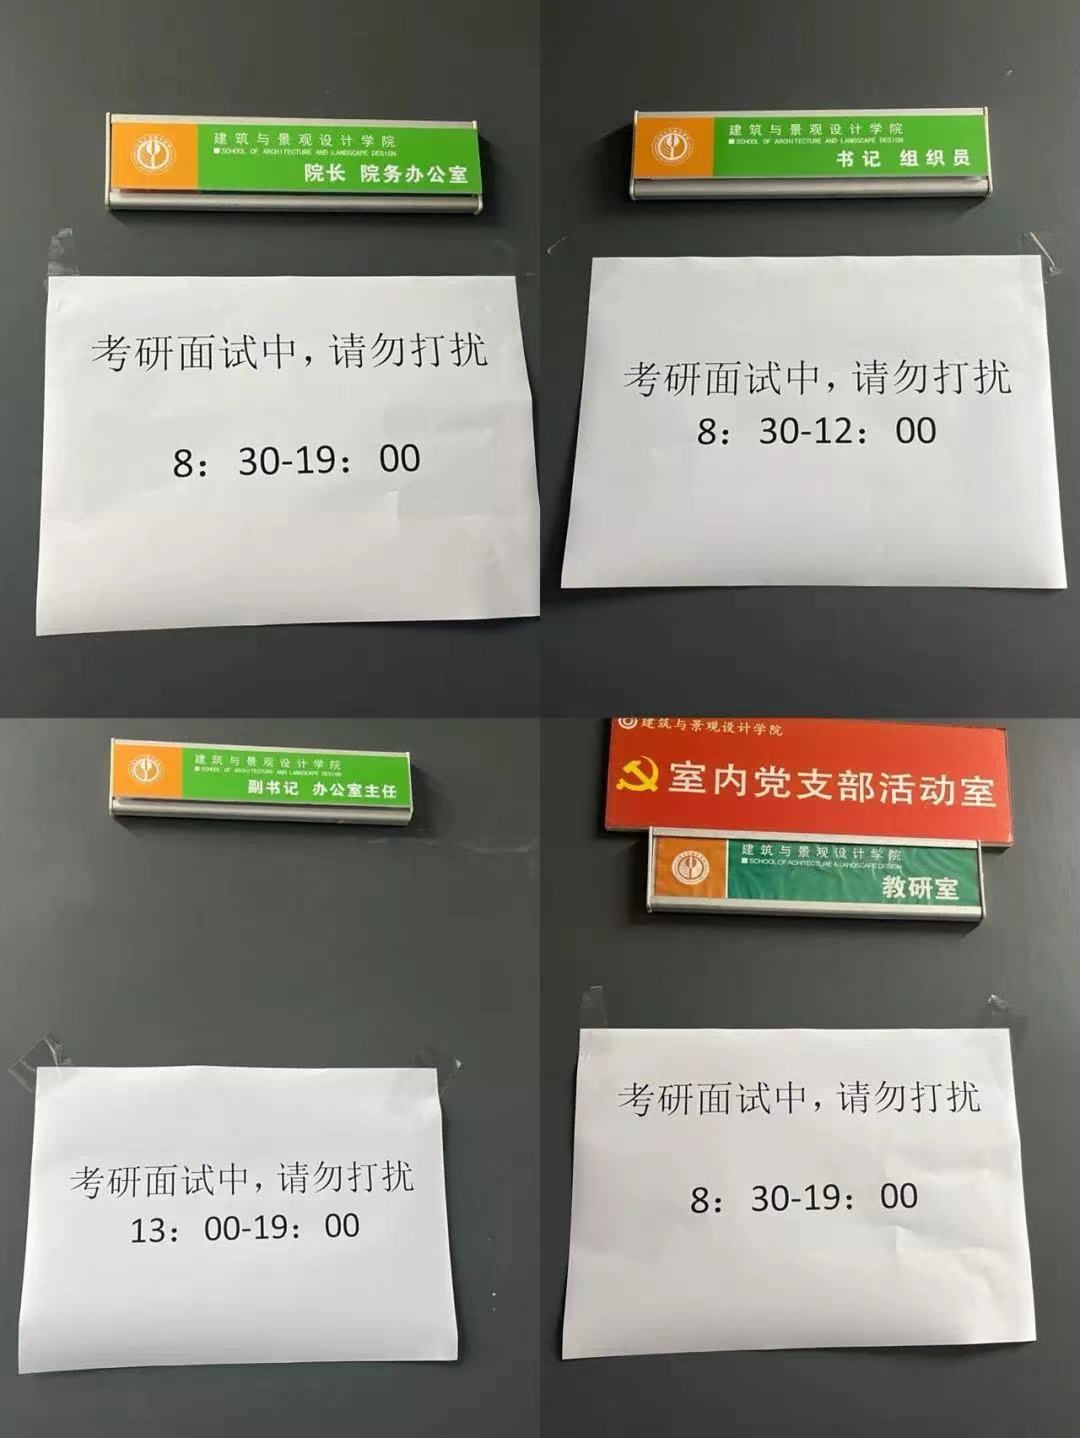 建筑与景观设计学院
SCHOOL OF ARCHITECTURE AND LANDSCAPE DESIGN
院长 院务办公室
考研面试中，请勿打扰
8：30-19：00
建筑与景观设计学院
SCHOOL OF ARCHITECTURE AND LANDSCAPE DESIGN
书记 组织员
考研面试中，请勿打扰
8：30-12：00
建筑与景观设计学院
SCHOOL OF ARCHITECTURE AND LANDSCAPE DESIGN
副书记 办公室主任
考研面试中，请勿打扰
13：00-19：00
建筑与景观设计学院
室内党支部活动室
建筑与景观设计学院
SCHOOL OF ACHITECTURE & LANDSCAPE DESIGN
教研室
考研面试中，请勿打扰
8：30-19：00